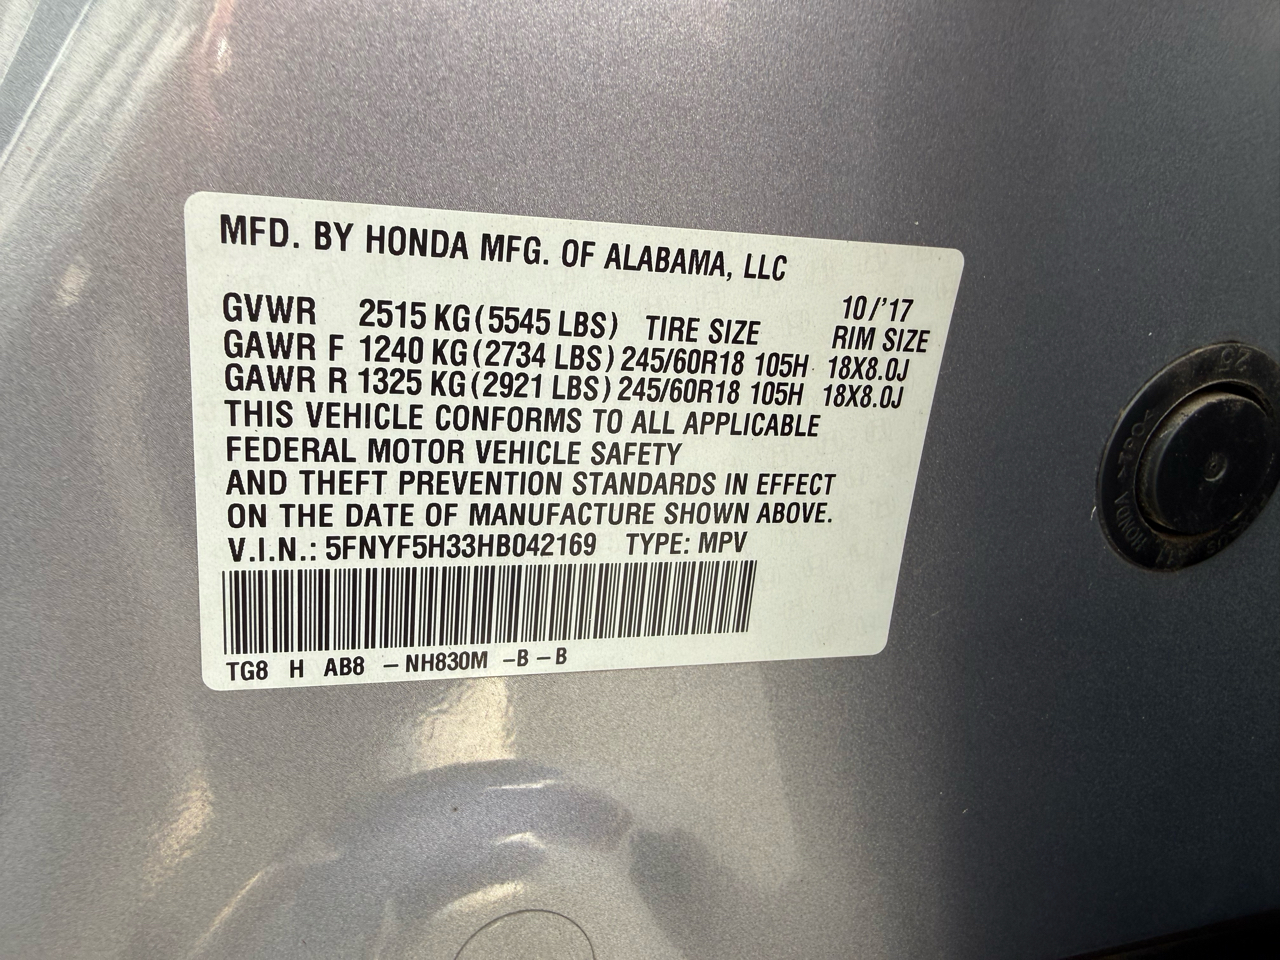 MFD. BY HONDA MFG. OF ALABAMA, LLC
10/'17
GVWR 2515 KG(5545 LBS) TIRE SIZE RIM SIZE
GAWR F 1240 KG(2734 LBS) 245/60R18 105H 18X8.0J
GAWR R 1325 KG(2921 LBS) 245/60R18 105H 18X8.0J
THIS VEHICLE CONFORMS TO ALL APPLICABLE
FEDERAL MOTOR VEHICLE SAFETY
AND THEFT PREVENTION STANDARDS IN EFFECT
ON THE DATE OF MANUFACTURE SHOWN ABOVE.
V.I.N.: 5FNYF5H33HB042169 TYPE: MPV
TG8 H AB8 -NH830M -B-B
HONDA
25